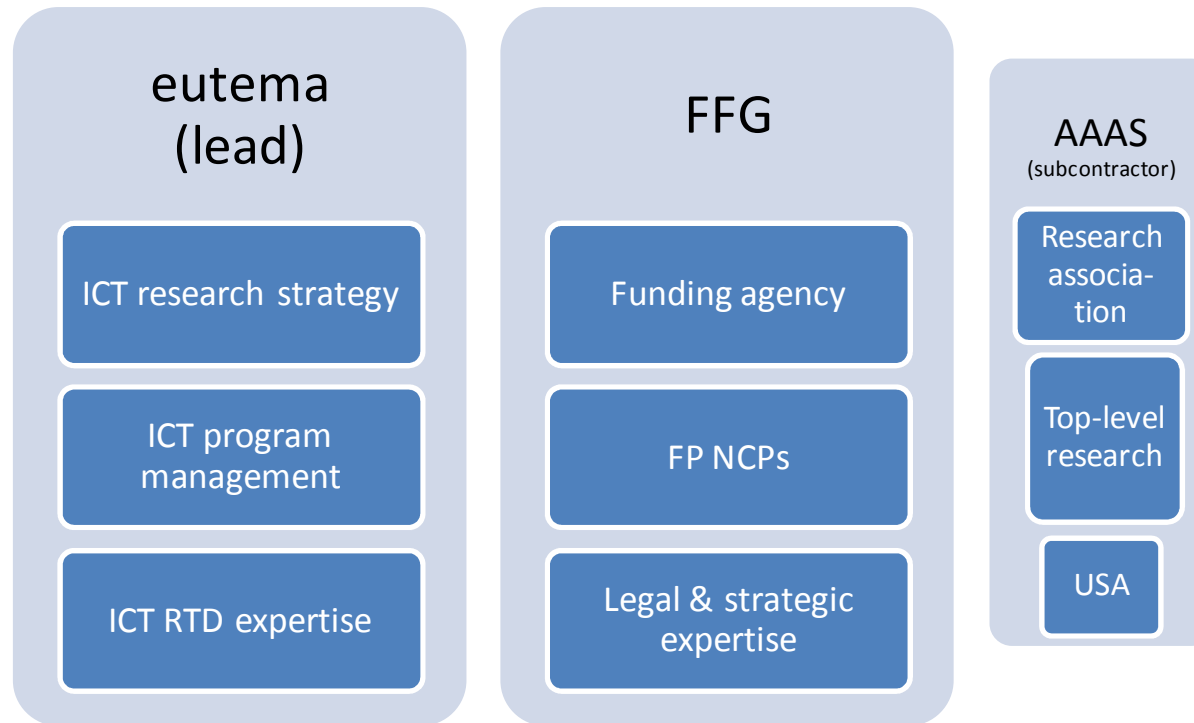 eutema
(lead)
ICT research strategy
ICT program
management
ICT RTD expertise
FFG
Funding agency
FP NCPs
Legal & strategic
expertise
AAAS
(subcontractor)
Research
associa-
tion
Top-level
research
USA